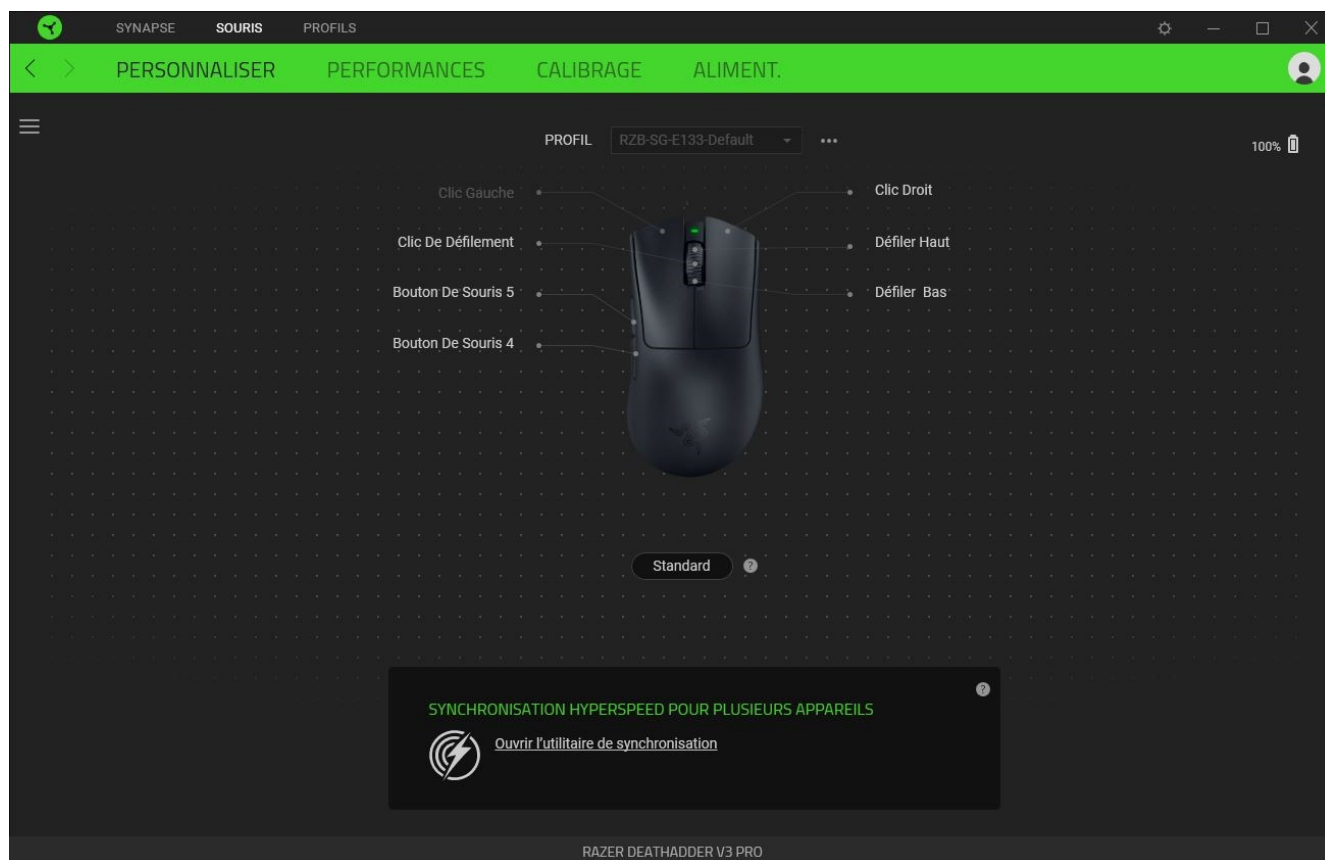 SYNAPSE SOURIS PROFILS
PERSONNALISER PERFORMANCES CALIBRAGE ALIMENT.
PROFIL RZB-SG-E133-Default
100%
Clic Gauche Clic Droit
Clic De Défilement Défiler Haut
Bouton De Souris 5 Défiler Bas
Bouton De Souris 4
Standard ?
?
SYNCHRONISATION HYPERSPEED POUR PLUSIEURS APPAREILS
Ouvrir l'utilitaire de synchronisation
RAZER DEATHADDER V3 PRO